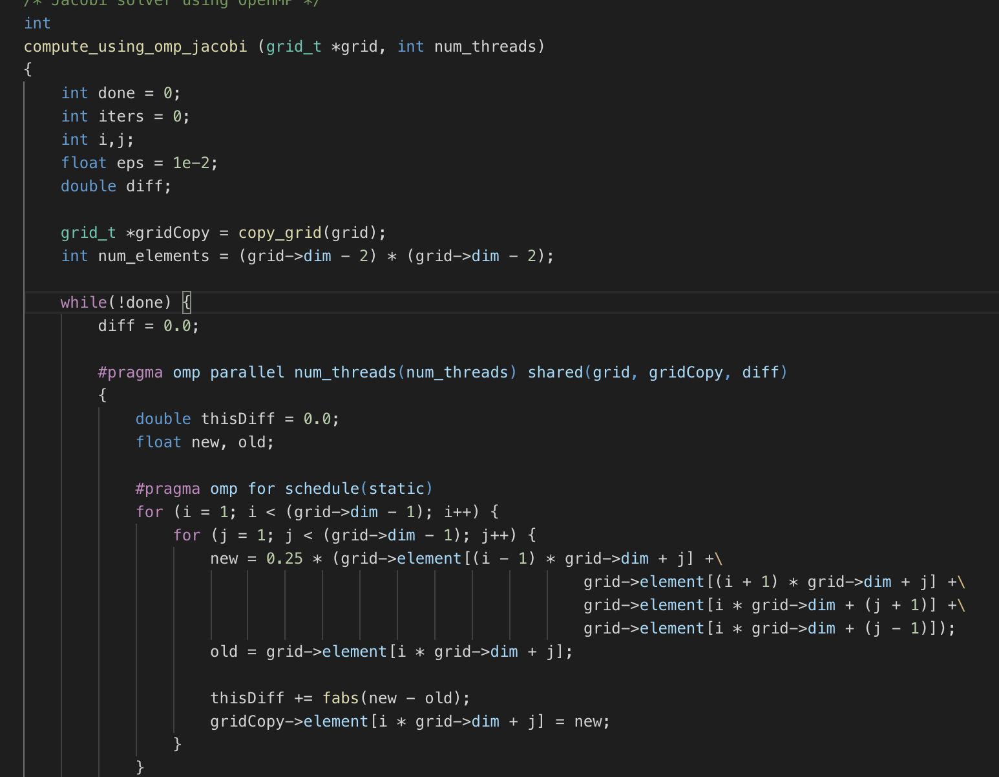 /* Jacobi solver using OpenMP */
int
compute_using_omp_jacobi (grid_t *grid, int num_threads)
{
    int done = 0;
    int iters = 0;
    int i,j;
    float eps = 1e-2;
    double diff;

    grid_t *gridCopy = copy_grid(grid);
    int num_elements = (grid->dim - 2) * (grid->dim - 2);

    while(!done) {
        diff = 0.0;

        #pragma omp parallel num_threads(num_threads) shared(grid, gridCopy, diff)
        {
            double thisDiff = 0.0;
            float new, old;

            #pragma omp for schedule(static)
            for (i = 1; i < (grid->dim - 1); i++) {
                for (j = 1; j < (grid->dim - 1); j++) {
                    new = 0.25 * (grid->element[(i - 1) * grid->dim + j] +\
                                                            grid->element[(i + 1) * grid->dim + j] +\
                                                            grid->element[i * grid->dim + (j + 1)] +\
                                                            grid->element[i * grid->dim + (j - 1)]);
                    old = grid->element[i * grid->dim + j];

                    thisDiff += fabs(new - old);
                    gridCopy->element[i * grid->dim + j] = new;
                }
            }